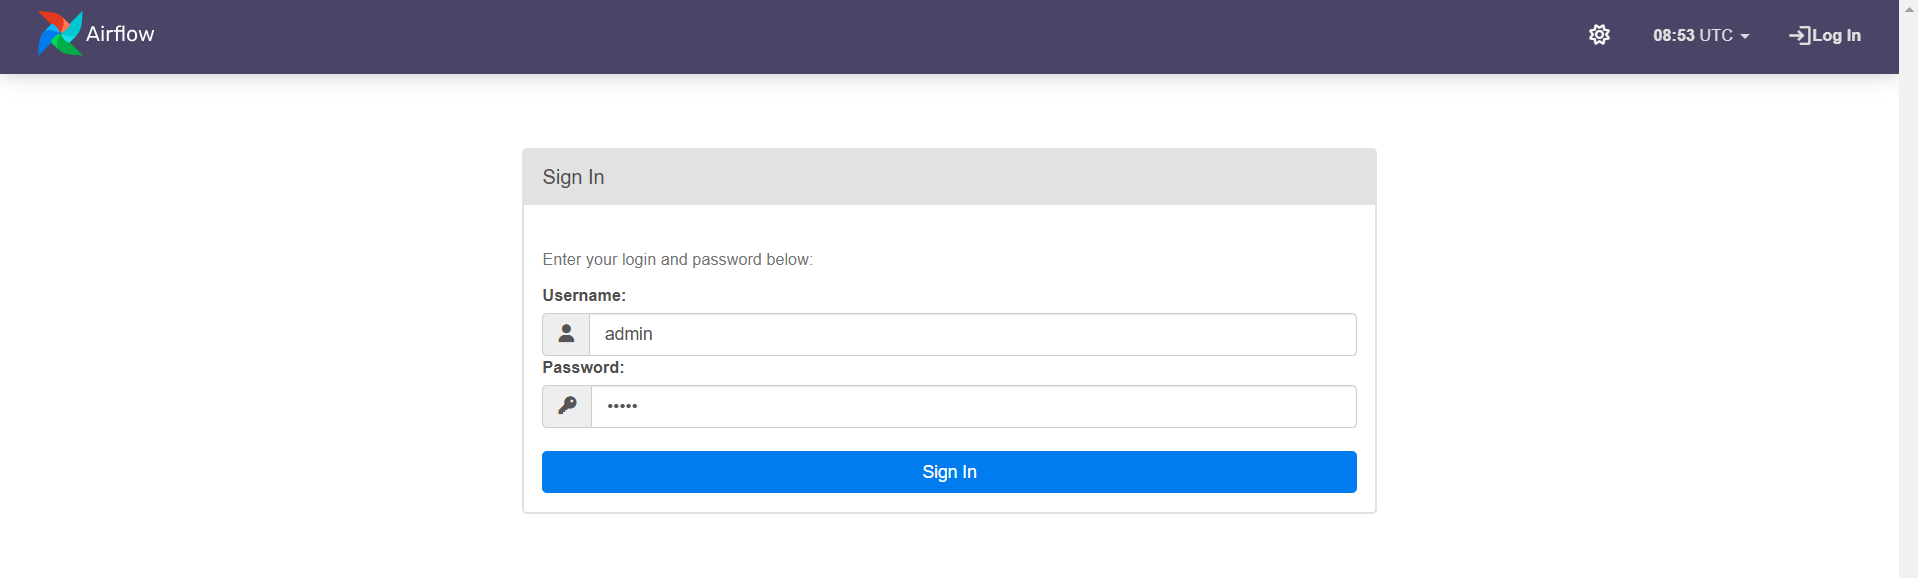 Airflow
08:53 UTC
Log In
Sign In
Enter your login and password below:
Username:
admin
Password:
•••••
Sign In